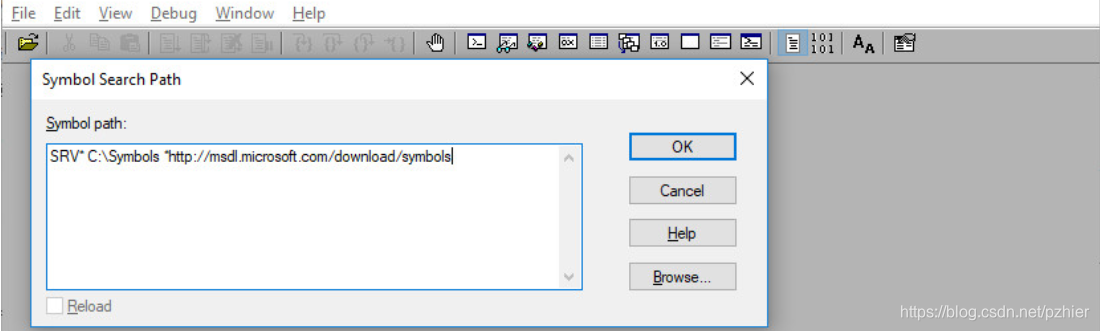 File Edit View Debug Window Help
101
101
AA
Symbol Search Path
Symbol path:
SRV* C:\Symbols *http://msdl.microsoft.com/download/symbols
OK
Cancel
Help
Browse...
Reload
https://blog.csdn.net/pzhier